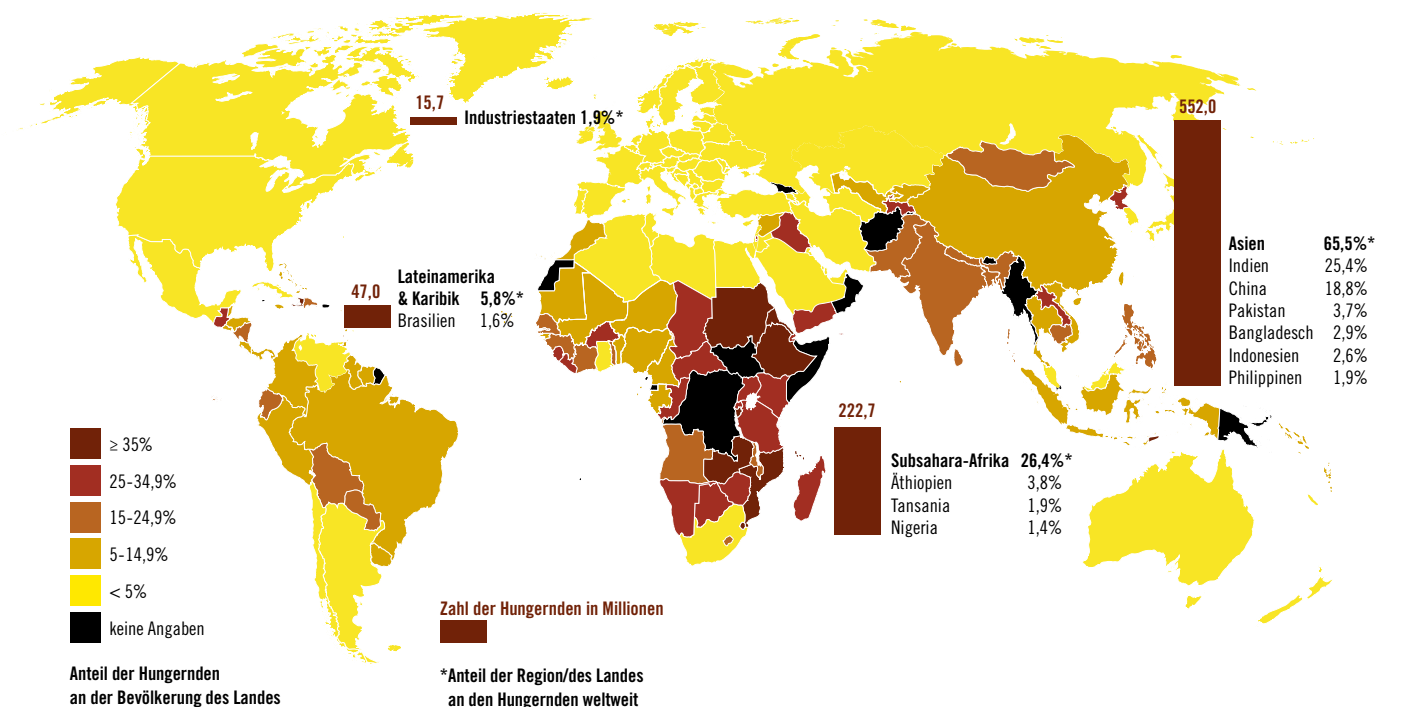 15,7
Industriestaaten 1,9%*
552,0
Asien 65,5%*
Indien 25,4%
China 18,8%
Pakistan 3,7%
Bangladesch 2,9%
Indonesien 2,6%
Philippinen 1,9%
47,0
Lateinamerika
& Karibik 5,8%*
Brasilien 1,6%
222,7
Subsahara-Afrika 26,4%*
Äthiopien 3,8%
Tansania 1,9%
Nigeria 1,4%
≥ 35%
25-34,9%
15-24,9%
5-14,9%
< 5%
keine Angaben
Anteil der Hungernden
an der Bevölkerung des Landes
Zahl der Hungernden in Millionen
*Anteil der Region/des Landes
an den Hungernden weltweit